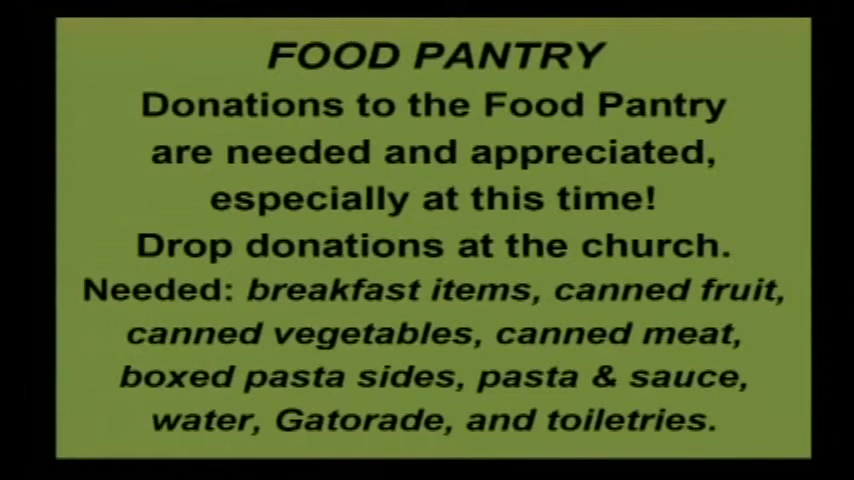 FOOD PANTRY
Donations to the Food Pantry
are needed and appreciated,
especially at this time!
Drop donations at the church.
Needed: breakfast items, canned fruit,
canned vegetables, canned meat,
boxed pasta sides, pasta & sauce,
water, Gatorade, and toiletries.